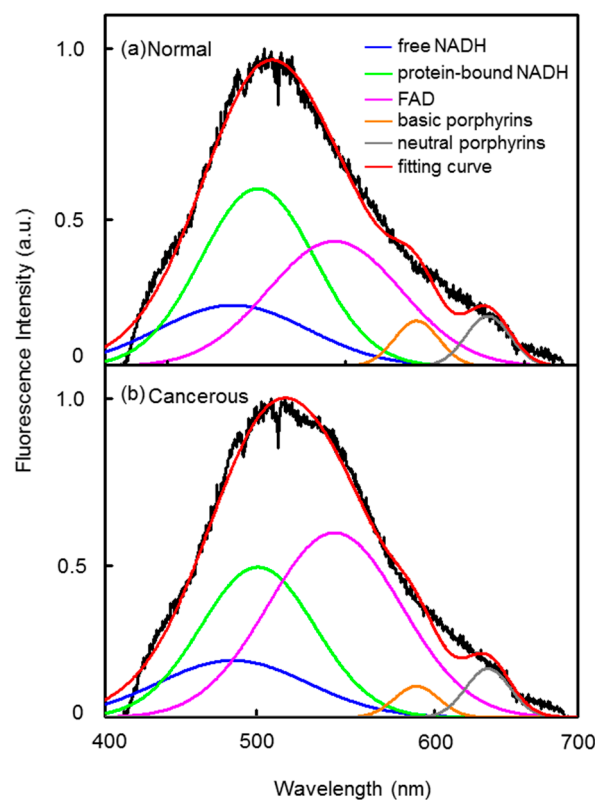 (a) Normal
free NADH
protein-bound NADH
FAD
basic porphyrins
neutral porphyrins
fitting curve
1.0
0.5
0
(b) Cancerous
1.0
0.5
0
Fluorescence Intensity (a.u.)
400 500 600 700
Wavelength (nm)